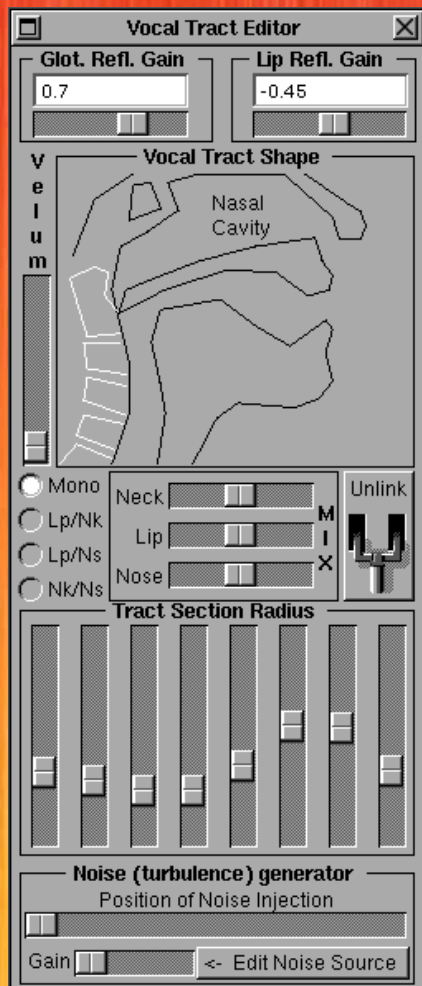 Vocal Tract Editor
Glot. Refl. Gain
Lip Refl. Gain
0.7
-0.45
Velum
Vocal Tract Shape
Nasal
Cavity
Mono
Lp/Nk
Lp/Ns
Nk/Ns
Neck
Lip
Nose
MIX
Unlink
Tract Section Radius
Noise (turbulence) generator
Position of Noise Injection
Gain
<- Edit Noise Source